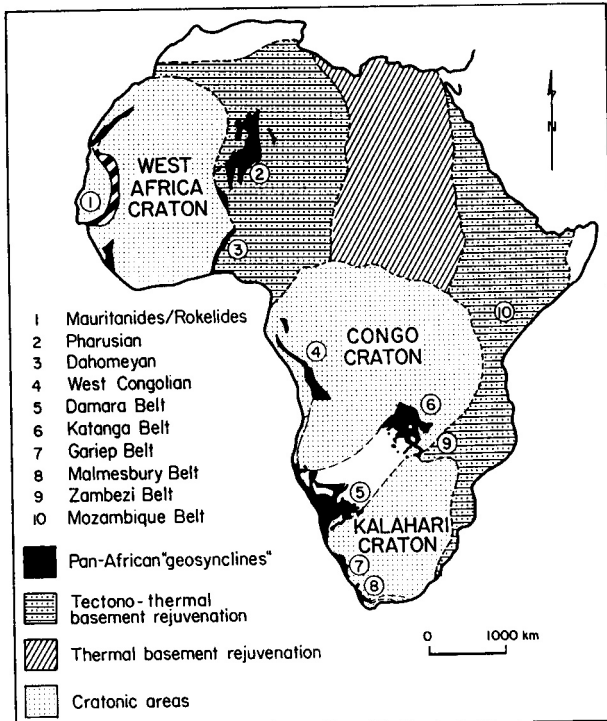 N
WEST
AFRICA
CRATON
1
2
3
10
CONGO
CRATON
4
6
9
5
KALAHARI
CRATON
7
8
1 Mauritanides/Rokelides
2 Pharusian
3 Dahomeyan
4 West Congolian
5 Damara Belt
6 Katanga Belt
7 Gariep Belt
8 Malmesbury Belt
9 Zambezi Belt
10 Mozambique Belt
Pan-African "geosynclines"
Tectono-thermal
basement rejuvenation
Thermal basement rejuvenation
Cratonic areas
0 1000 km